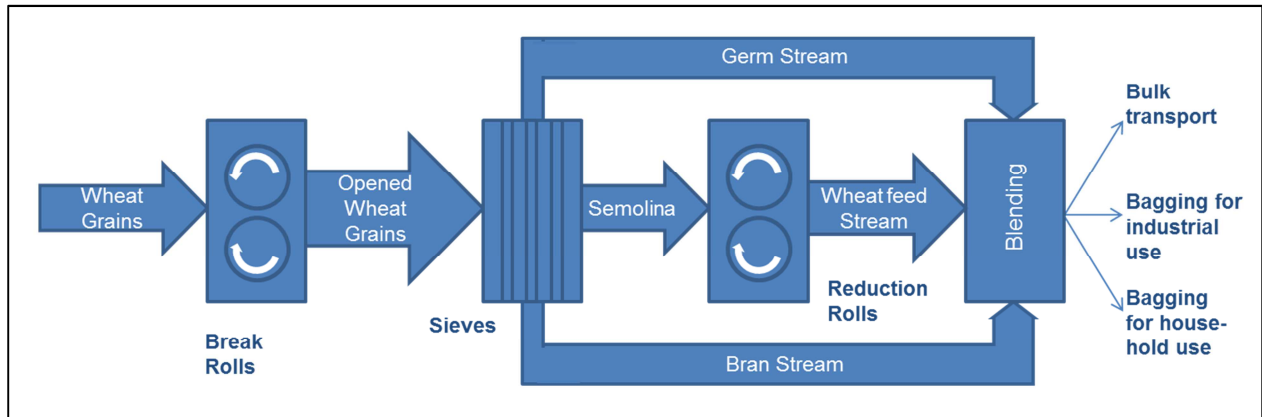 Germ Stream
Bulk
transport
Wheat
Grains
Opened
Wheat
Grains
Semolina
Wheat feed
Stream
Blending
Bagging for
industrial
use
Break
Rolls
Sieves
Reduction
Rolls
Bagging
for house-
hold use
Bran Stream